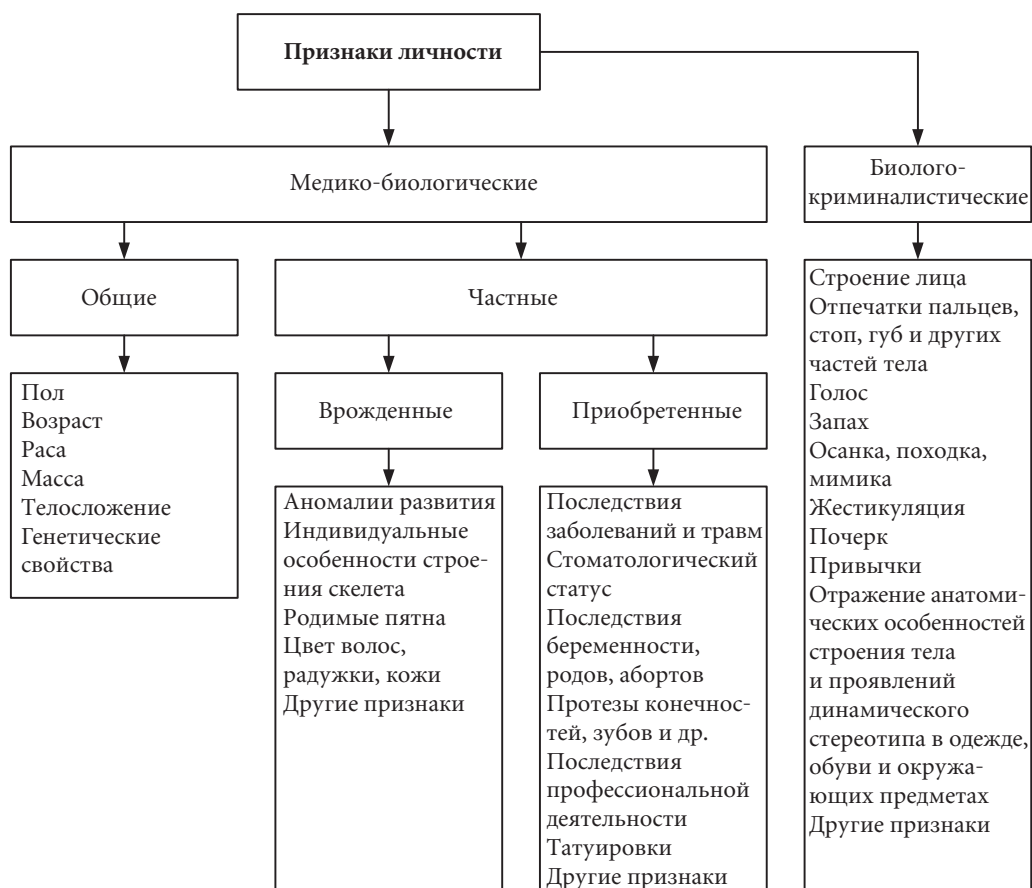 Признаки личности
Медико-биологические
Биолого-
криминалистические
Общие
Частные
Пол
Возраст
Раса
Масса
Телосложение
Генетические
свойства
Врожденные
Приобретенные
Аномалии развития
Индивидуальные
особенности строе-
ния скелета
Родимые пятна
Цвет волос,
радужки, кожи
Другие признаки
Последствия
заболеваний и травм
Стоматологический
статус
Последствия
беременности,
родов, абортов
Протезы конечнос-
тей, зубов и др.
Последствия
профессиональной
деятельности
Татуировки
Другие признаки
Строение лица
Отпечатки пальцев,
стоп, губ и других
частей тела
Голос
Запах
Осанка, походка,
мимика
Жестикуляция
Почерк
Привычки
Отражение анатоми-
ческих особенностей
строения тела
и проявлений
динамического
стереотипа в одежде,
обуви и окружа-
ющих предметах
Другие признаки